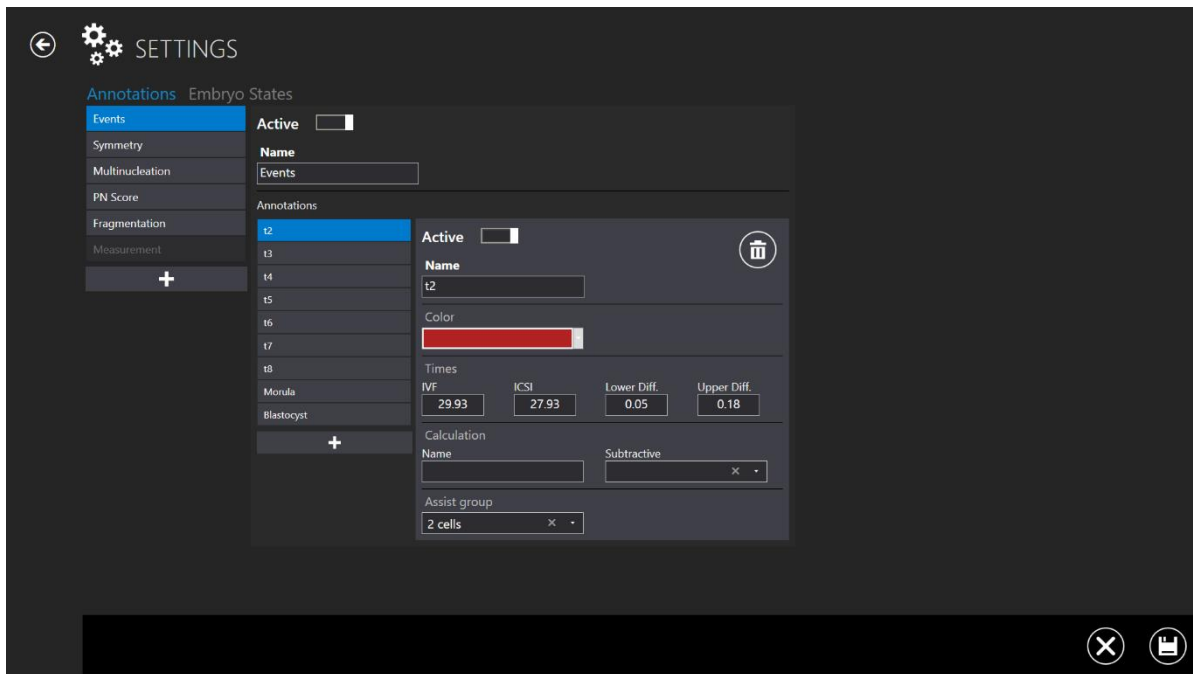 SETTINGS
Annotations Embryo States
Events
Symmetry
Multinucleation
PN Score
Fragmentation
Measurement
Active
Name
Events
Annotations
t2
t3
t4
t5
t6
t7
t8
Morula
Blastocyst
Active
Name
t2
Color
Times
IVF ICSI Lower Diff. Upper Diff.
29.93 27.93 0.05 0.18
Calculation
Name Subtractive
Assist group
2 cells